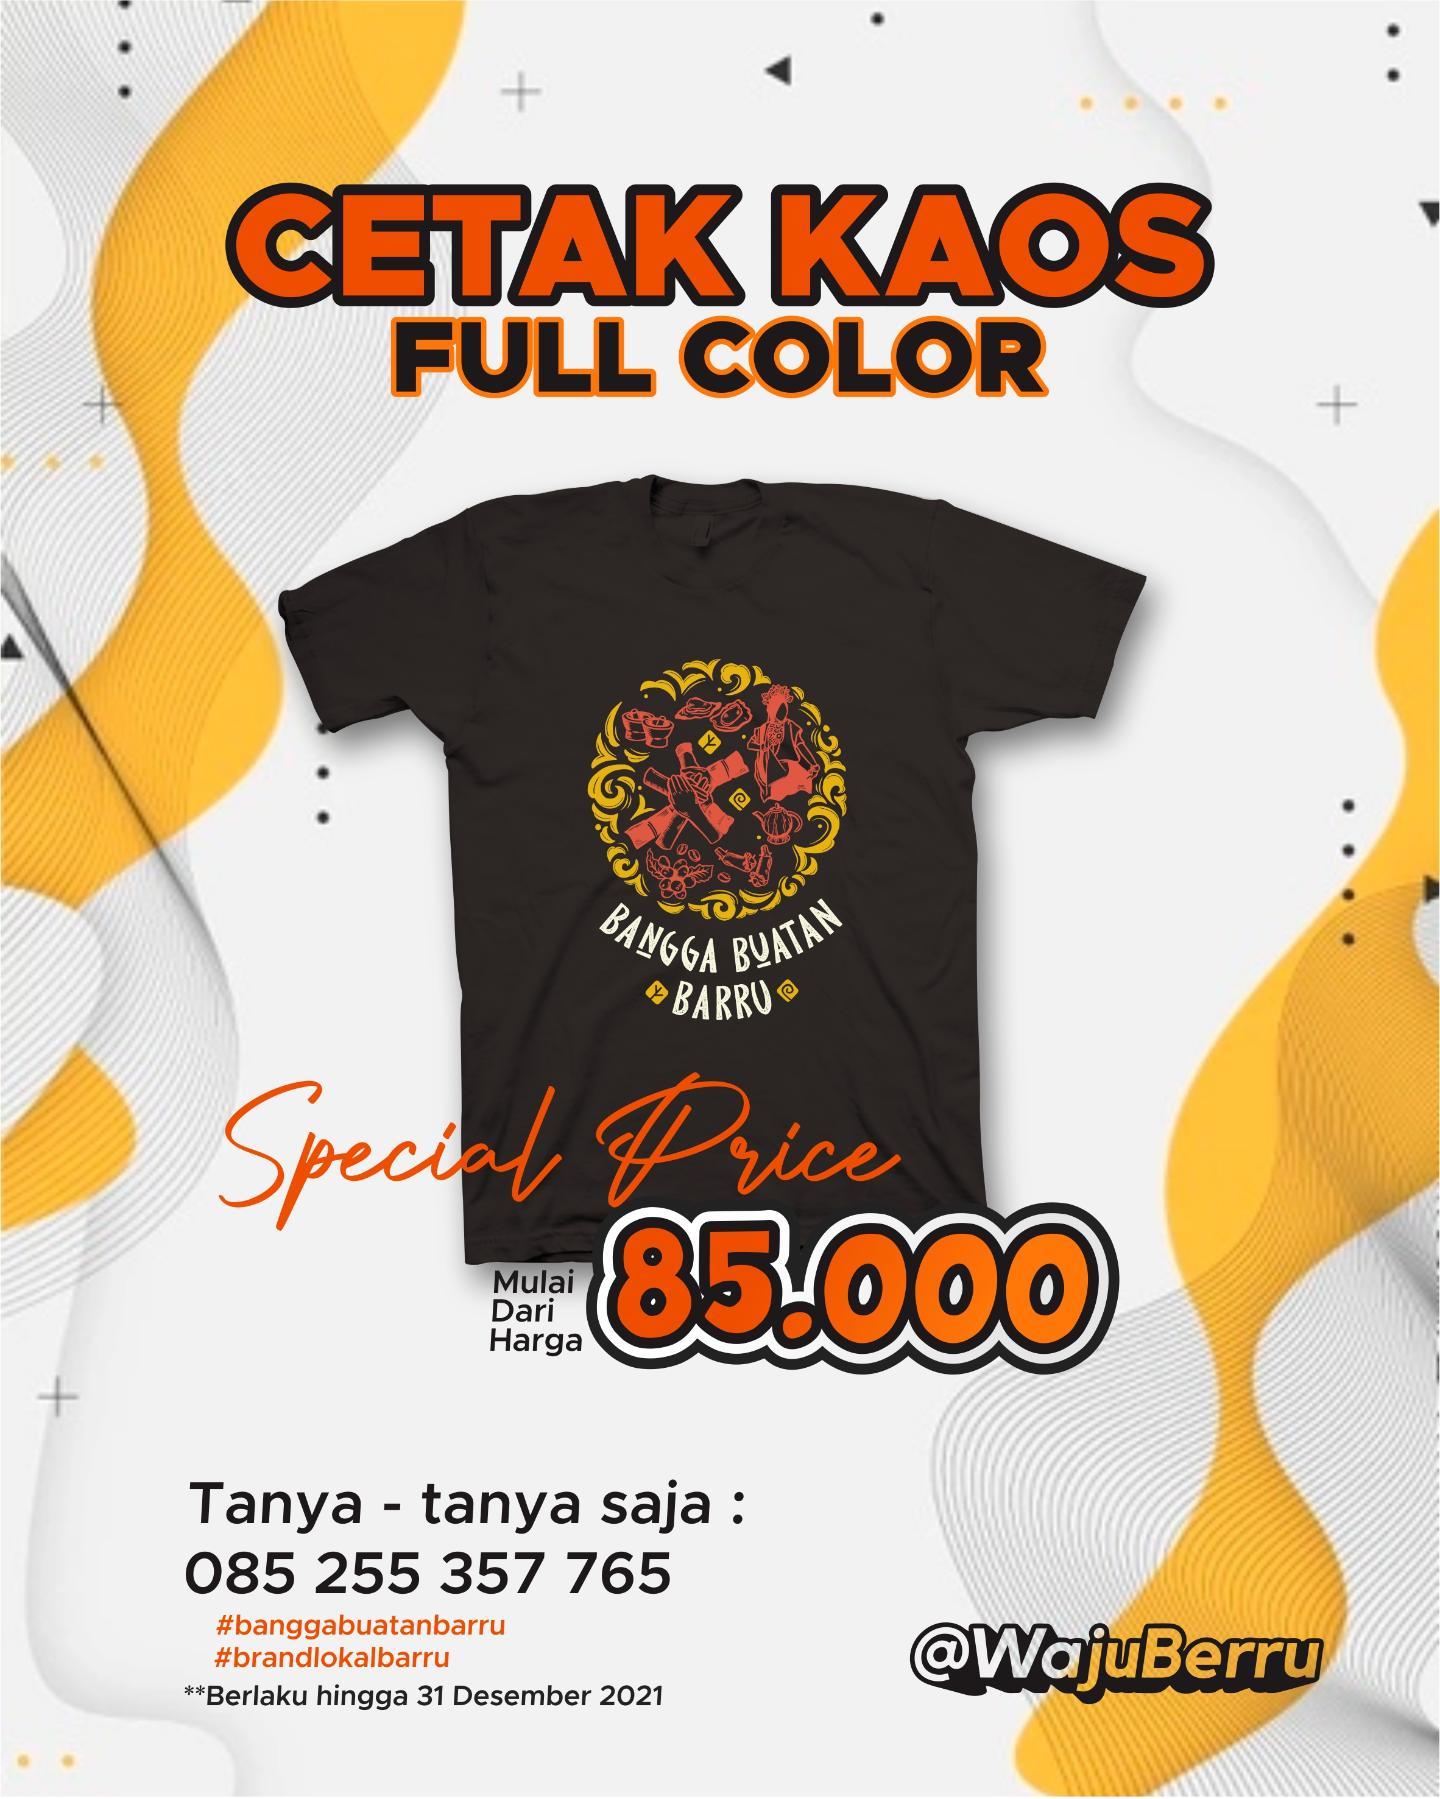 CETAK KAOS
FULL COLOR
BANGGA BUATAN
BARRU
Special Price
Mulai
Dari
Harga
85.000
Tanya - tanya saja :
085 255 357 765
#banggabuatanbarru
#brandlokalbarru
**Berlaku hingga 31 Desember 2021
@WajuBerru